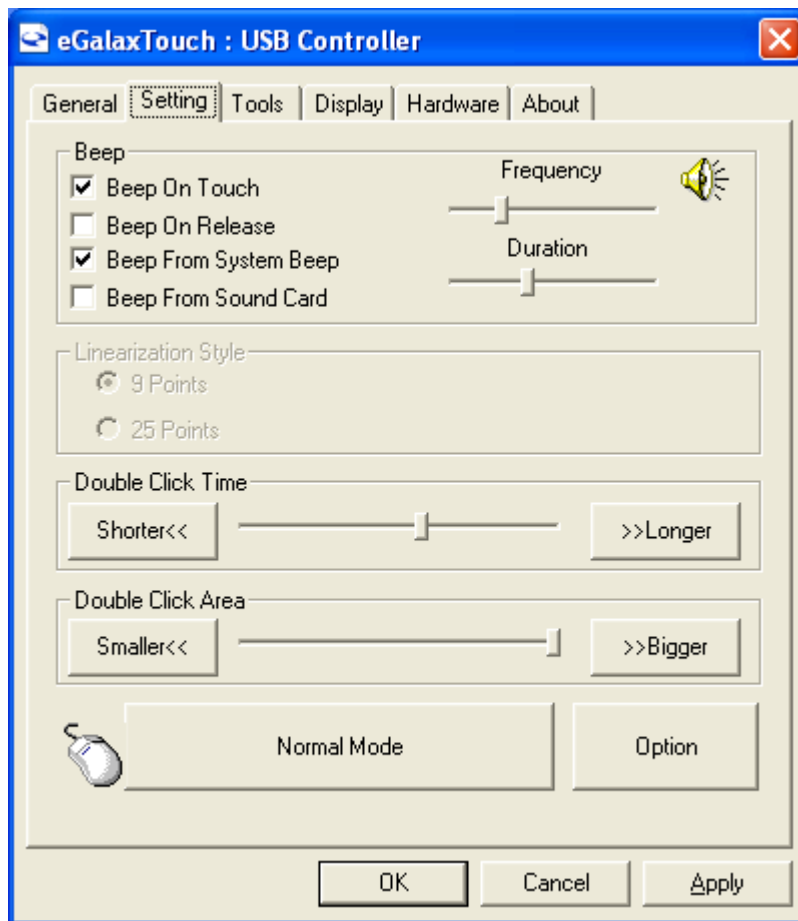 eGalaxTouch : USB Controller
General Setting Tools Display Hardware About
Beep
Beep On Touch
Frequency
Beep On Release
Beep From System Beep
Duration
Beep From Sound Card
Linearization Style
9 Points
25 Points
Double Click Time
Shorter<< >>Longer
Double Click Area
Smaller<< >>Bigger
Normal Mode Option
OK Cancel Apply